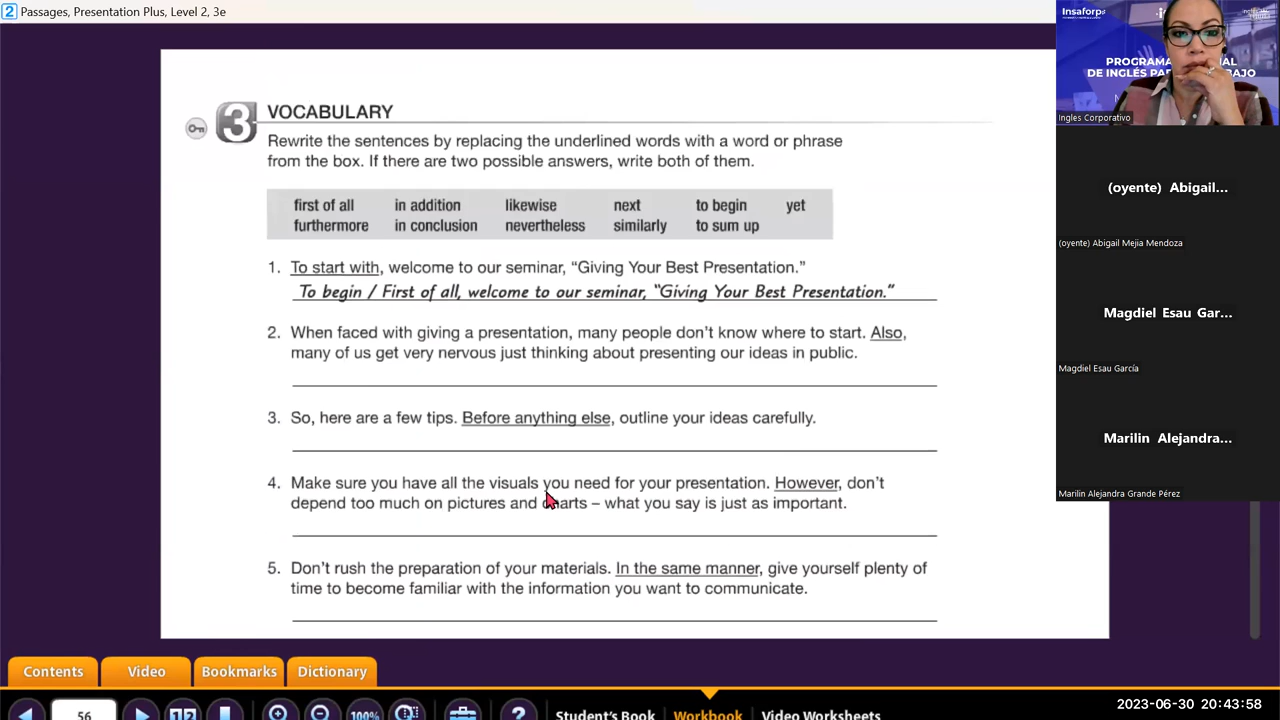 Passages, Presentation Plus, Level 2, 3e
3 VOCABULARY
Rewrite the sentences by replacing the underlined words with a word or phrase
from the box. If there are two possible answers, write both of them.
first of all in addition likewise next to begin yet
furthermore in conclusion nevertheless similarly to sum up
1. To start with, welcome to our seminar, “Giving Your Best Presentation.”
To begin / First of all, welcome to our seminar, “Giving Your Best Presentation.”
2. When faced with giving a presentation, many people don’t know where to start. Also,
many of us get very nervous just thinking about presenting our ideas in public.
3. So, here are a few tips. Before anything else, outline your ideas carefully.
4. Make sure you have all the visuals you need for your presentation. However, don’t
depend too much on pictures and charts – what you say is just as important.
5. Don’t rush the preparation of your materials. In the same manner, give yourself plenty of
time to become familiar with the information you want to communicate.
Contents Video Bookmarks Dictionary
56 1 2 100% ? Student's Book Workbook Video Worksheets
Insaforp
PROGRAMA
DE INGLÉS
Ingles Corporativo
(oyente) Abigail...
(oyente) Abigail Mejia Mendoza
Magdiel Esau Gar...
Magdiel Esau García
Marilin Alejandra...
Marilin Alejandra Grande Pérez
2023-06-30 20:43:58